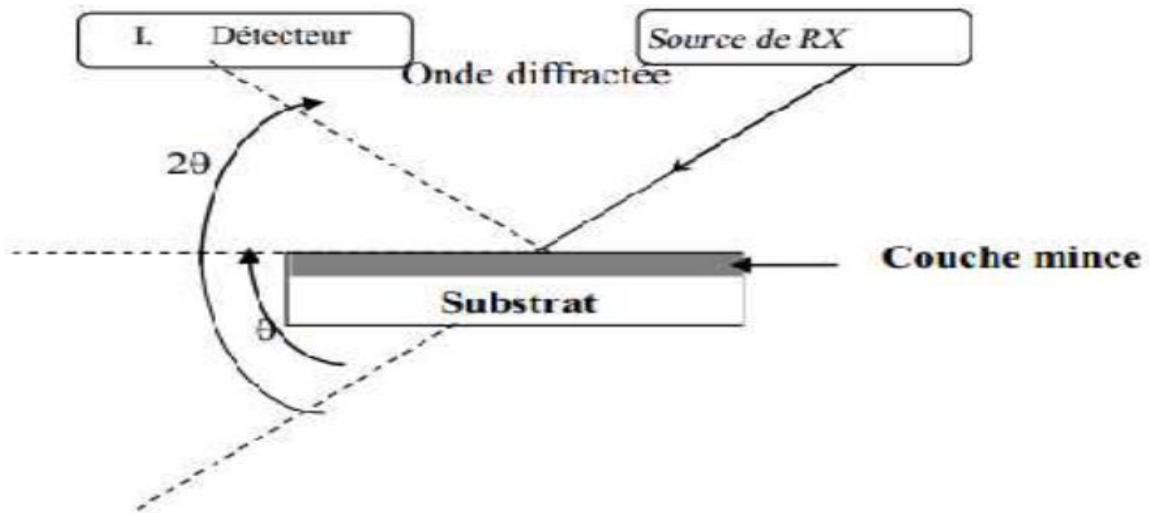 I. Détecteur
Source de RX
Onde diffractée
2θ
Couche mince
Substrat
θ